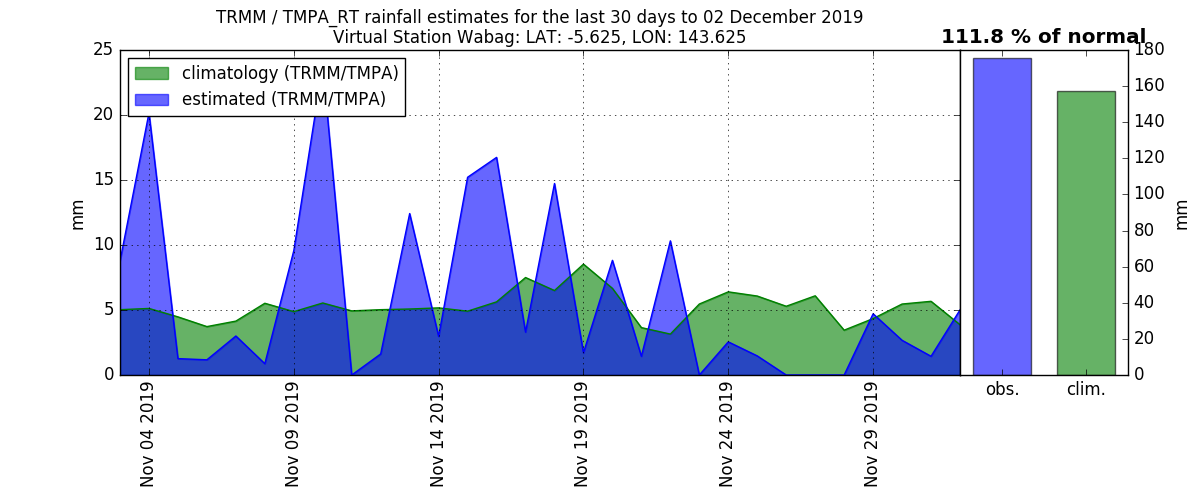 TRMM / TMPA_RT rainfall estimates for the last 30 days to 02 December 2019
Virtual Station Wabag: LAT: -5.625, LON: 143.625
111.8 % of normal
climatology (TRMM/TMPA)
estimated (TRMM/TMPA)
25
20
15
10
5
0
mm
Nov 04 2019
Nov 09 2019
Nov 14 2019
Nov 19 2019
Nov 24 2019
Nov 29 2019
obs.
clim.
180
160
140
120
100
80
60
40
20
0
mm